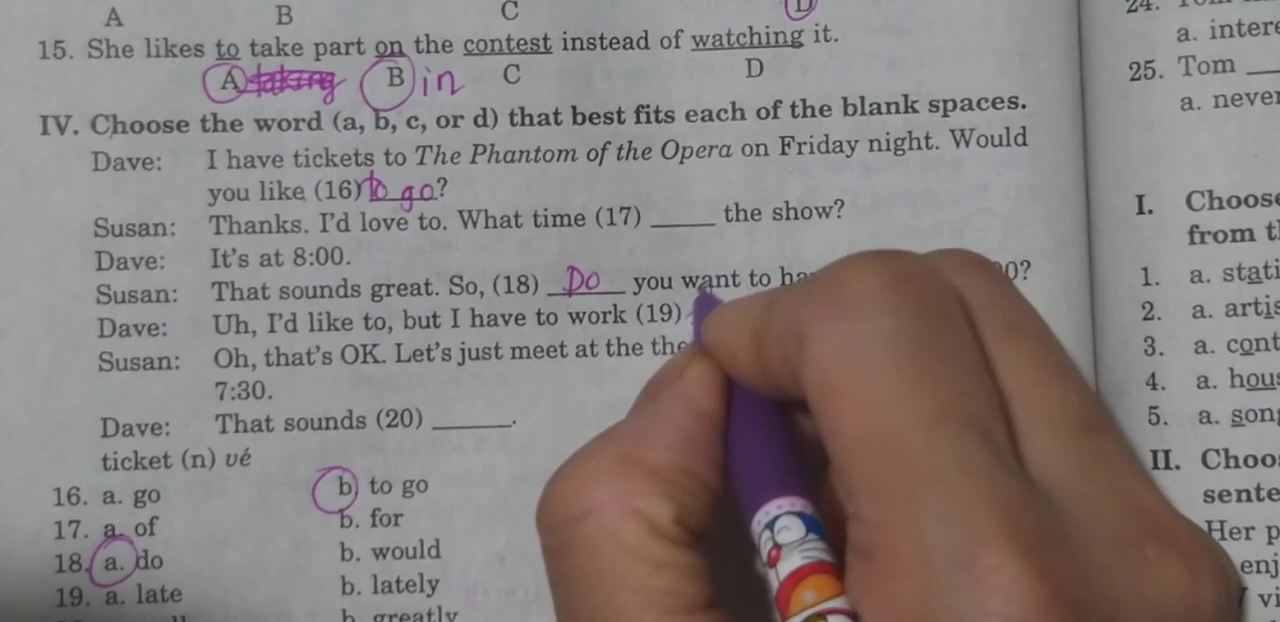 A B C D
24.
15. She likes to take part on the contest instead of watching it.
A taking B in C D
a. intere
25. Tom ___
a. never
IV. Choose the word (a, b, c, or d) that best fits each of the blank spaces.
Dave: I have tickets to The Phantom of the Opera on Friday night. Would
you like (16) to go?
Susan: Thanks. I'd love to. What time (17) ____ the show?
Dave: It's at 8:00.
Susan: That sounds great. So, (18) Do you want to ha 0?
Dave: Uh, I'd like to, but I have to work (19)
Susan: Oh, that's OK. Let's just meet at the the
7:30.
Dave: That sounds (20) _____.
ticket (n) vé
16. a. go b. to go
17. a. of b. for
18. a. do b. would
19. a. late b. lately
b. greatly
I. Choose
from th
1. a. stati
2. a. artis
3. a. cont
4. a. hous
5. a. song
II. Choos
sente
Her p
enj
vi